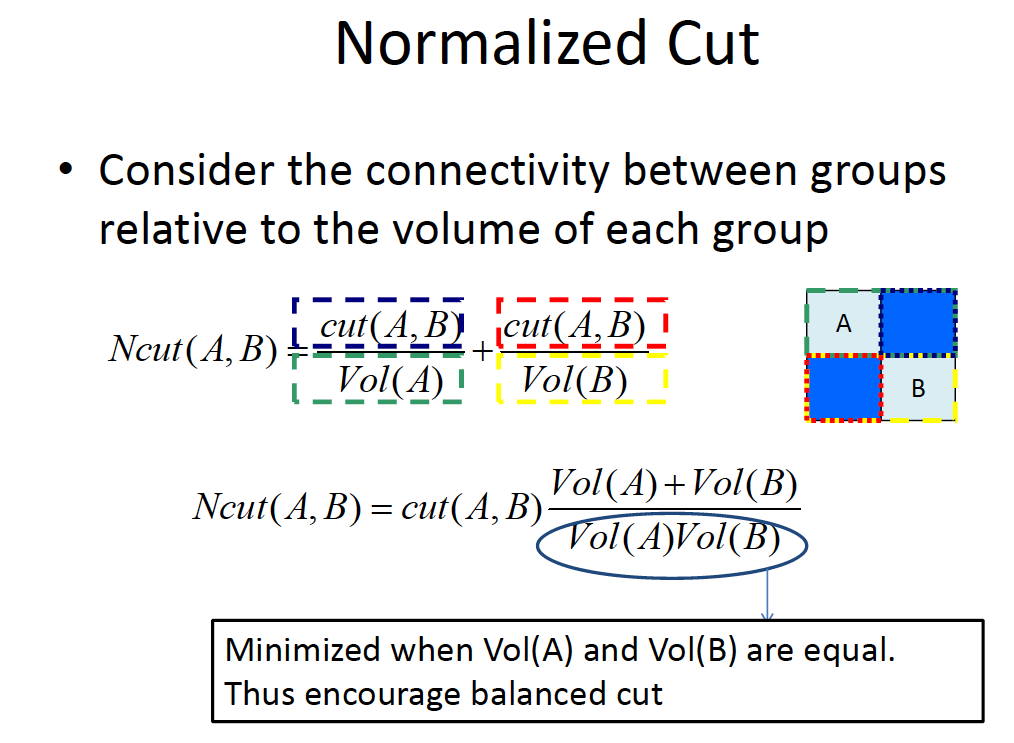 Normalized Cut
• Consider the connectivity between groups
relative to the volume of each group
Ncut(A,B) = cut(A,B)/Vol(A) + cut(A,B)/Vol(B)
A
B
Ncut(A,B) = cut(A,B) (Vol(A)+Vol(B))/(Vol(A)Vol(B))
Minimized when Vol(A) and Vol(B) are equal.
Thus encourage balanced cut